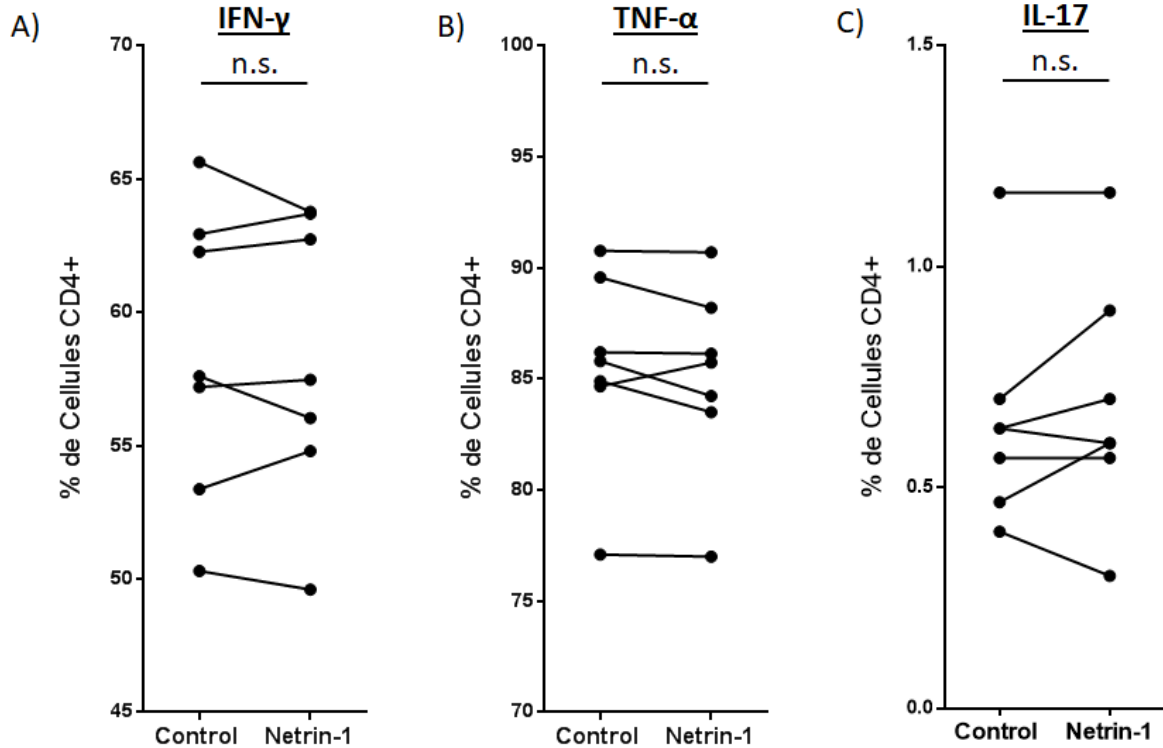 A)
IFN-γ
n.s.
% de Cellules CD4+
70
65
60
55
50
45
Control Netrin-1
B)
TNF-α
n.s.
% de Cellules CD4+
100
95
90
85
80
75
70
Control Netrin-1
C)
IL-17
n.s.
% de Cellules CD4+
1.5
1.0
0.5
0.0
Control Netrin-1